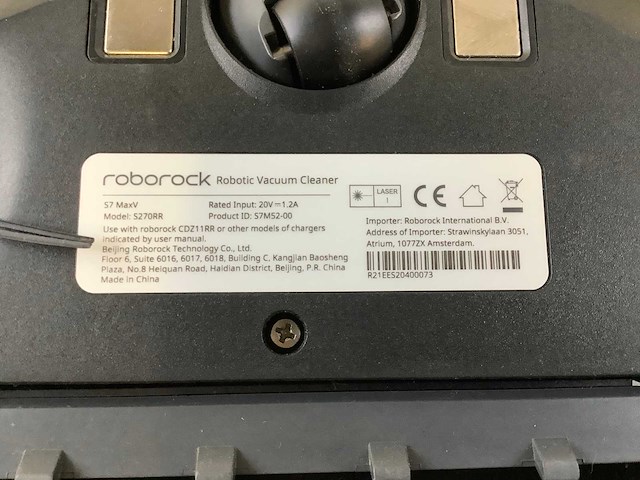 roborock Robotic Vacuum Cleaner
S7 MaxV Rated Input: 20V⎓1.2A
Model: S270RR Product ID: S7M52-00
Use with roborock CDZ11RR or other models of chargers
indicated by user manual.
Beijing Roborock Technology Co., Ltd.
Floor 6, Suite 6016, 6017, 6018, Building C, Kangjian Baosheng
Plaza, No.8 Heiquan Road, Haidian District, Beijing, P.R. China
Made in China
LASER
1
CE
Importer: Roborock International B.V.
Address of Importer: Strawinskylaan 3051,
Atrium, 1077ZX Amsterdam.
R21EES20400073